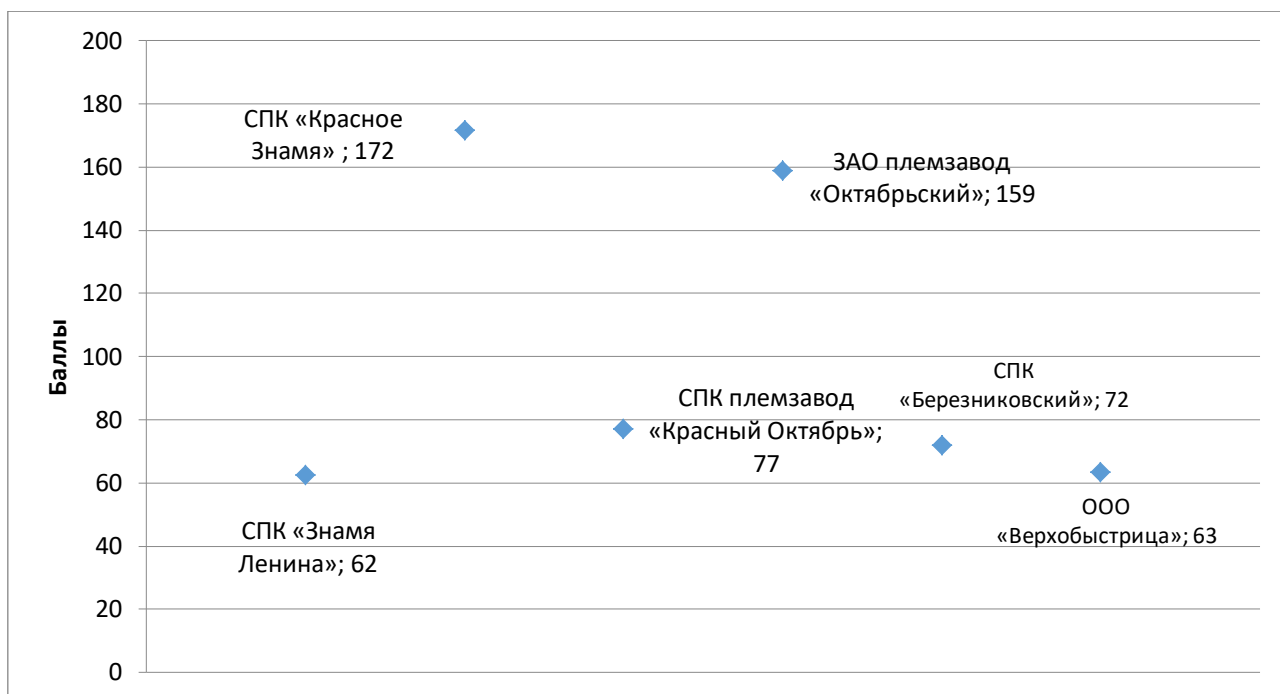 200
180
160
140
120
100
80
60
40
20
0
Баллы
СПК «Красное
Знамя» ; 172
ЗАО племзавод
«Октябрьский»; 159
СПК
«Березниковский»; 72
СПК племзавод
«Красный Октябрь»;
77
СПК «Знамя
Ленина»; 62
ООО
«Верхобыстрица»; 63